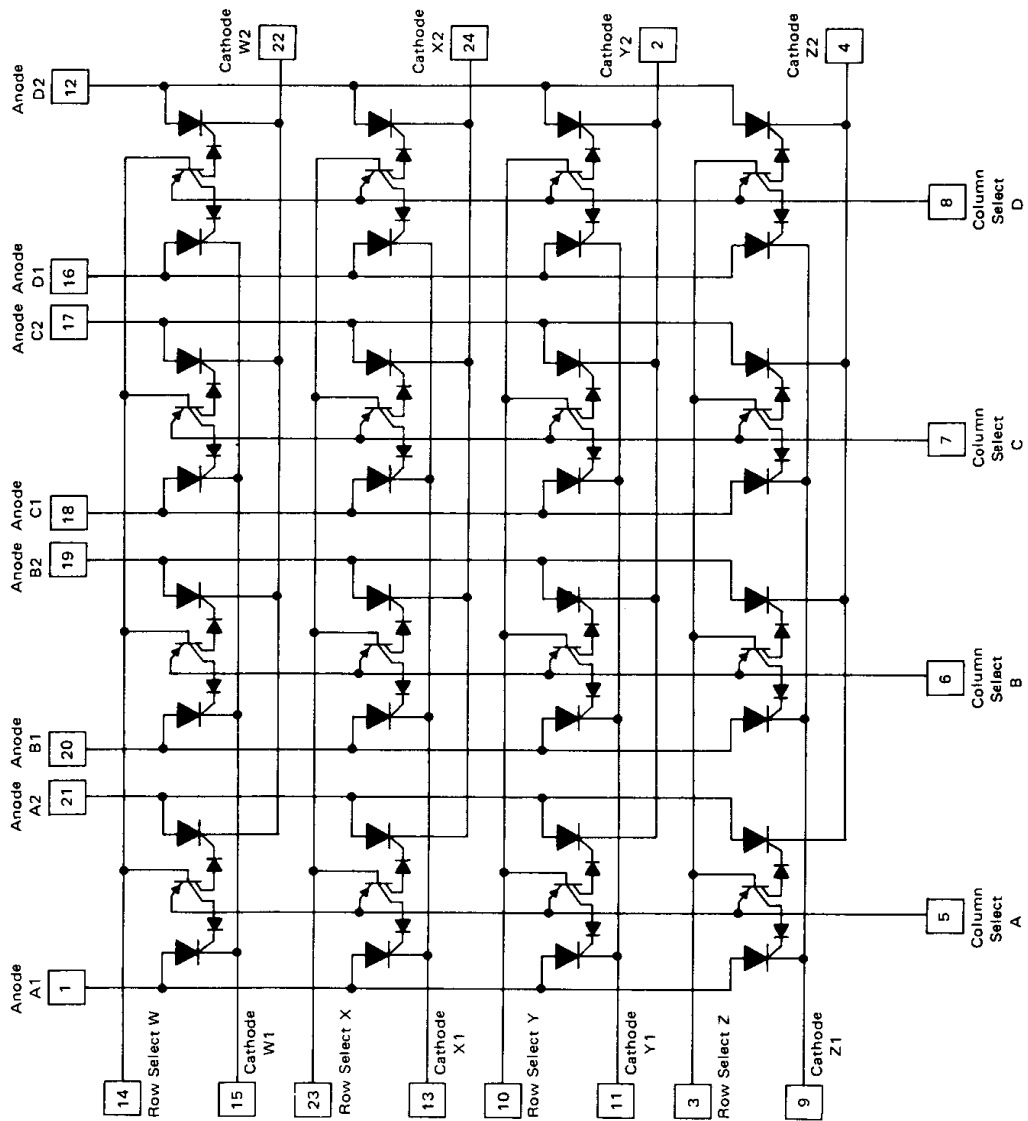 Anode
A1
1
Anode
A2
21
Anode
B1
20
Anode
B2
19
Anode
C1
18
Anode
C2
17
Anode
D1
16
Anode
D2
12
14
Row Select W
15
Cathode
W1
Cathode
W2
22
23
Row Select X
13
Cathode
X1
Cathode
X2
24
10
Row Select Y
11
Cathode
Y1
Cathode
Y2
2
3
Row Select Z
9
Cathode
Z1
Cathode
Z2
4
5
Column
Select
A
6
Column
Select
B
7
Column
Select
C
8
Column
Select
D